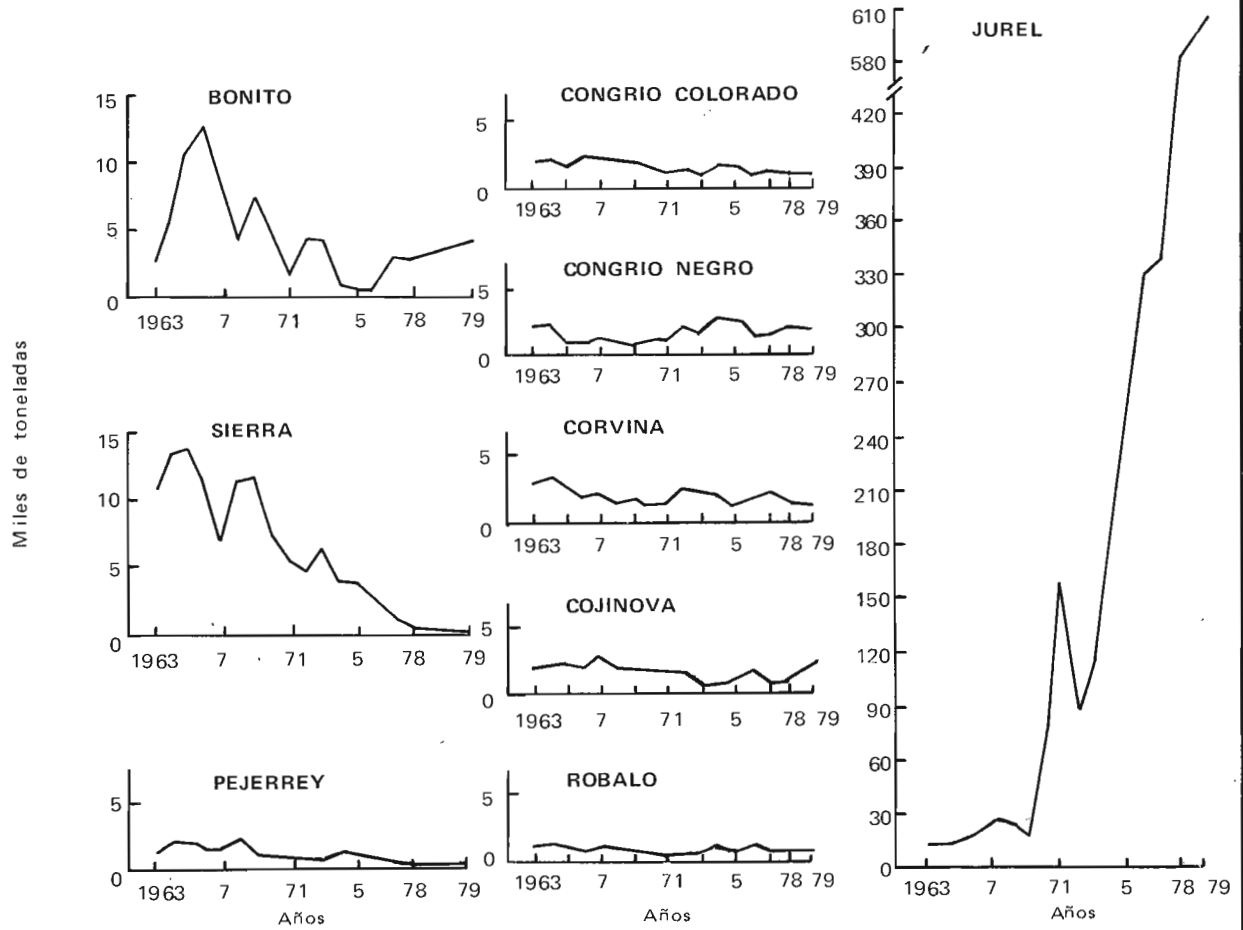 Miles de toneladas
BONITO
15
10
5
0
1963 7 71 5 78 79
SIERRA
15
10
5
0
1963 7 71 5 78 79
PEJERREY
5
0
1963 7 71 5 78 79
Años
CONGRIO COLORADO
5
0
1963 7 71 5 78 79
CONGRIO NEGRO
5
0
1963 7 71 5 78 79
CORVINA
5
0
1963 7 71 5 78 79
COJINOVA
5
0
1963 7 71 5 78 79
ROBALO
5
0
1963 7 71 5 78 79
Años
JUREL
610
580
420
390
360
330
300
270
240
210
180
150
120
90
60
30
0
1963 7 71 5 78 79
Años